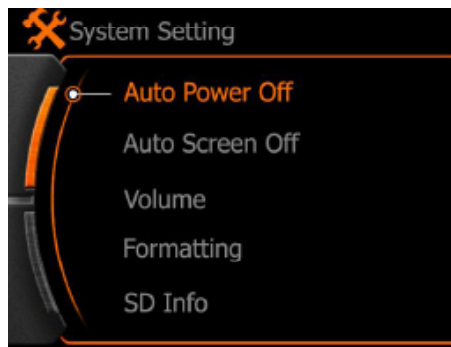 System Setting
Auto Power Off
Auto Screen Off
Volume
Formatting
SD Info